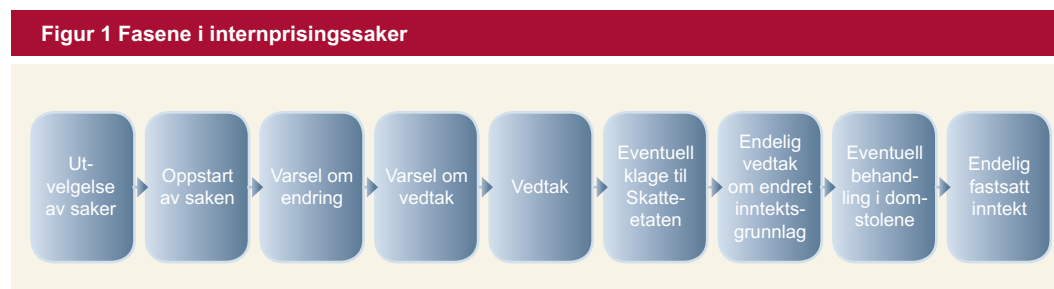 Figur 1 Fasene i internprisingssaker
Ut-
velgelse
av saker
Oppstart
av saken
Varsel om
endring
Varsel om
vedtak
Vedtak
Eventuell
klage til
Skatte-
etaten
Endelig
vedtak
om endret
inntekts-
grunnlag
Eventuell
behand-
ling i dom-
stolene
Endelig
fastsatt
inntekt